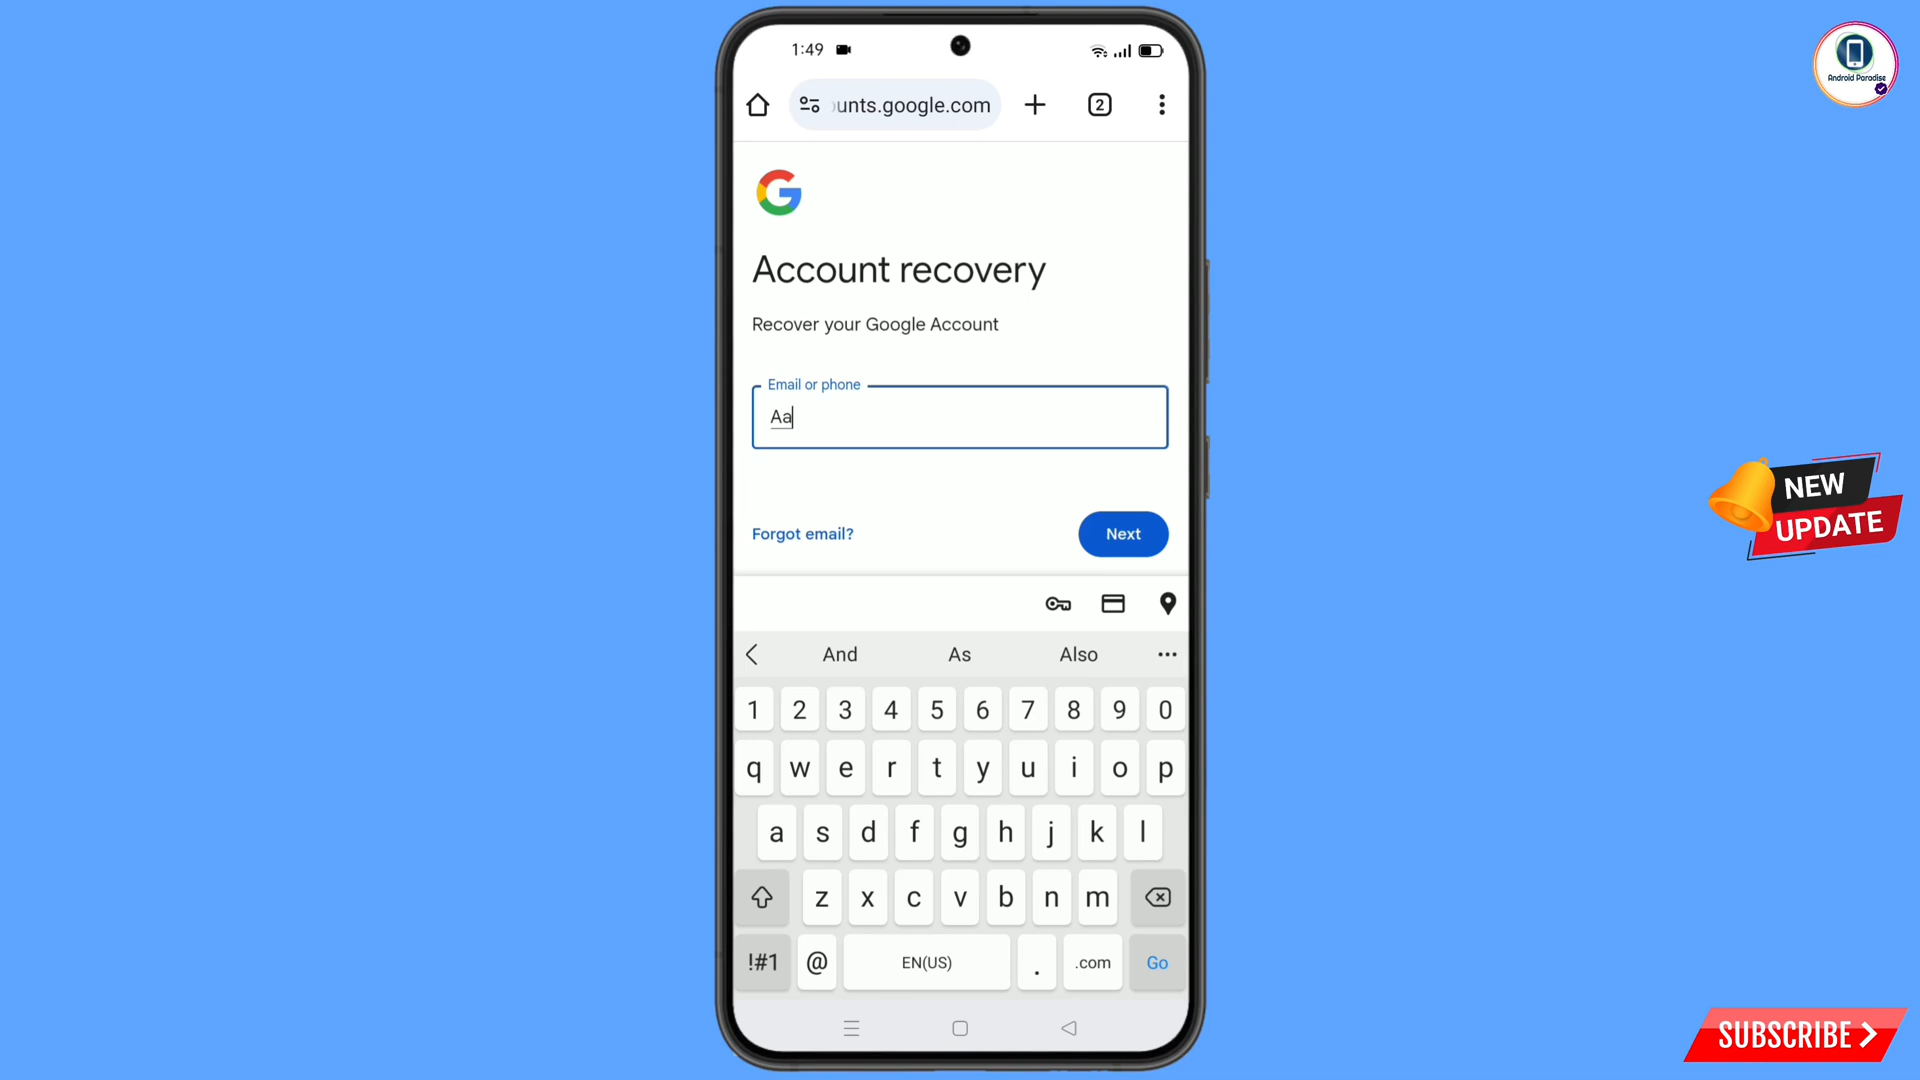 1:49
Android Paradise
unts.google.com
2
Account recovery
Recover your Google Account
Email or phone
Aa
NEW
UPDATE
Forgot email?
Next
And
As
Also
1 2 3 4 5 6 7 8 9 0
q w e r t y u i o p
a s d f g h j k l
z x c v b n m
!#1
@
EN(US)
.
.com
Go
SUBSCRIBE